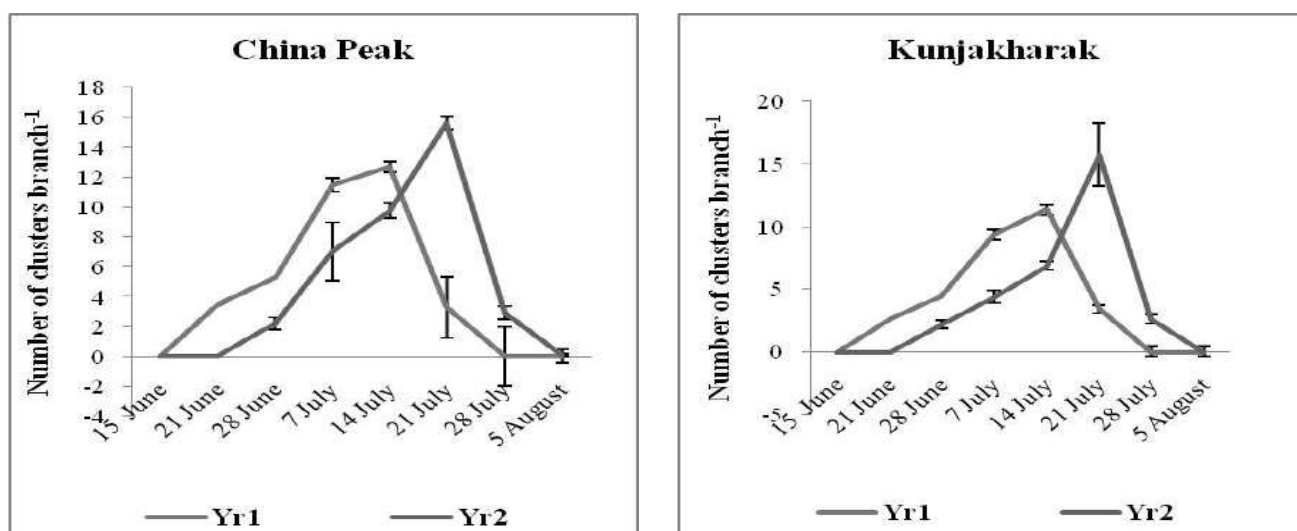 China Peak
Number of clusters branch-1
18
16
14
12
10
8
6
4
2
0
-2
-4
15 June
21 June
28 June
7 July
14 July
21 July
28 July
5 August
Yr1
Yr2
Kunjakharak
Number of clusters branch-1
20
15
10
5
0
-5
15 June
21 June
28 June
7 July
14 July
21 July
28 July
5 August
Yr1
Yr2